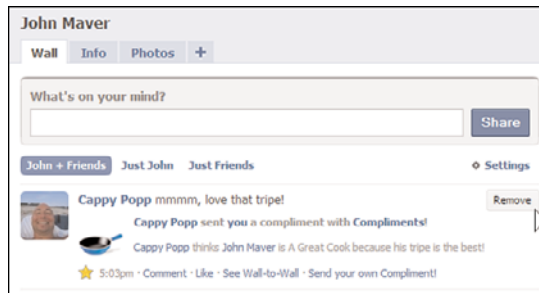 John Maver
Wall Info Photos +
What's on your mind?
Share
John + Friends Just John Just Friends Settings
Cappy Popp mmmm, love that tripe! Remove
Cappy Popp sent you a compliment with Compliments!
Cappy Popp thinks John Maver is A Great Cook because his tripe is the best!
5:03pm · Comment · Like · See Wall-to-Wall · Send your own Compliment!